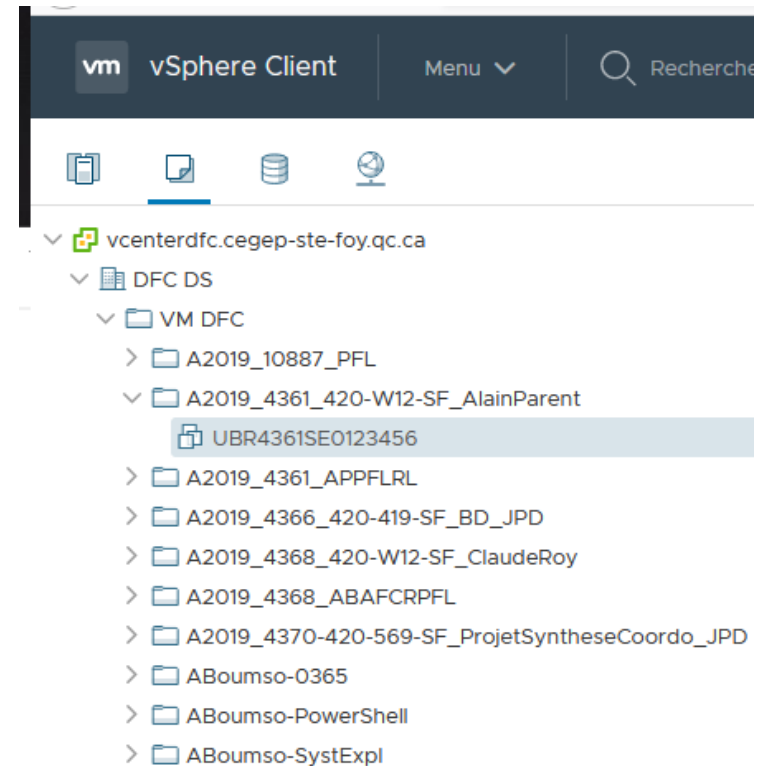 vm vSphere Client Menu Recherche
vcenterdfc.cegep-ste-foy.qc.ca
DFC DS
VM DFC
A2019_10887_PFL
A2019_4361_420-W12-SF_AlainParent
UBR4361SE0123456
A2019_4361_APPFLRL
A2019_4366_420-419-SF_BD_JPD
A2019_4368_420-W12-SF_ClaudeRoy
A2019_4368_ABAFCRPFL
A2019_4370-420-569-SF_ProjetSyntheseCoordo_JPD
ABoumso-0365
ABoumso-PowerShell
ABoumso-SystExpl